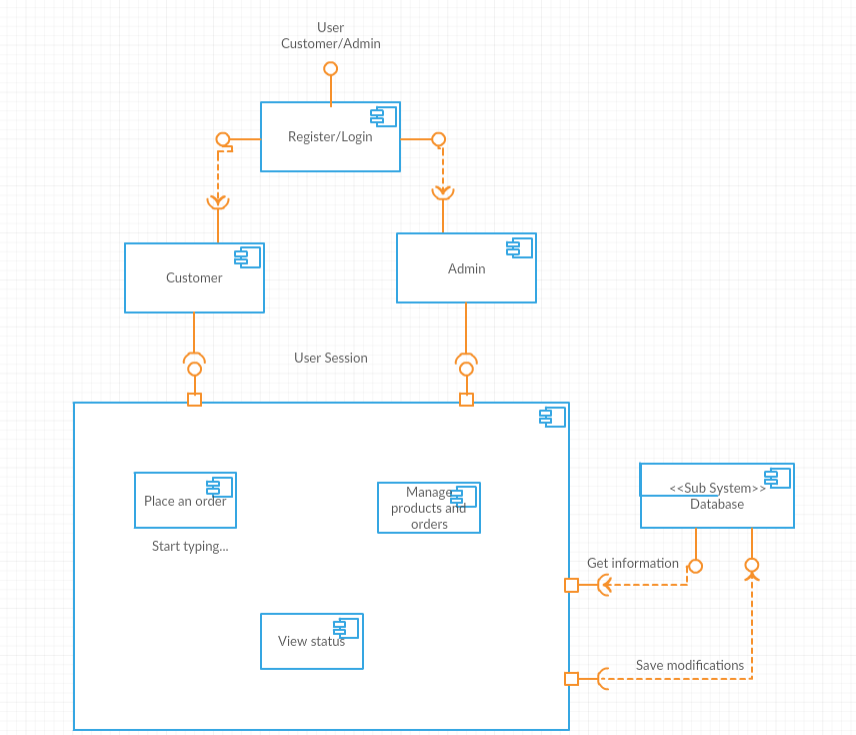 User
Customer/Admin
Register/Login
Customer
Admin
User Session
Place an order
Start typing...
Manage
products and
orders
View status
<<Sub System>>
Database
Get information
Save modifications